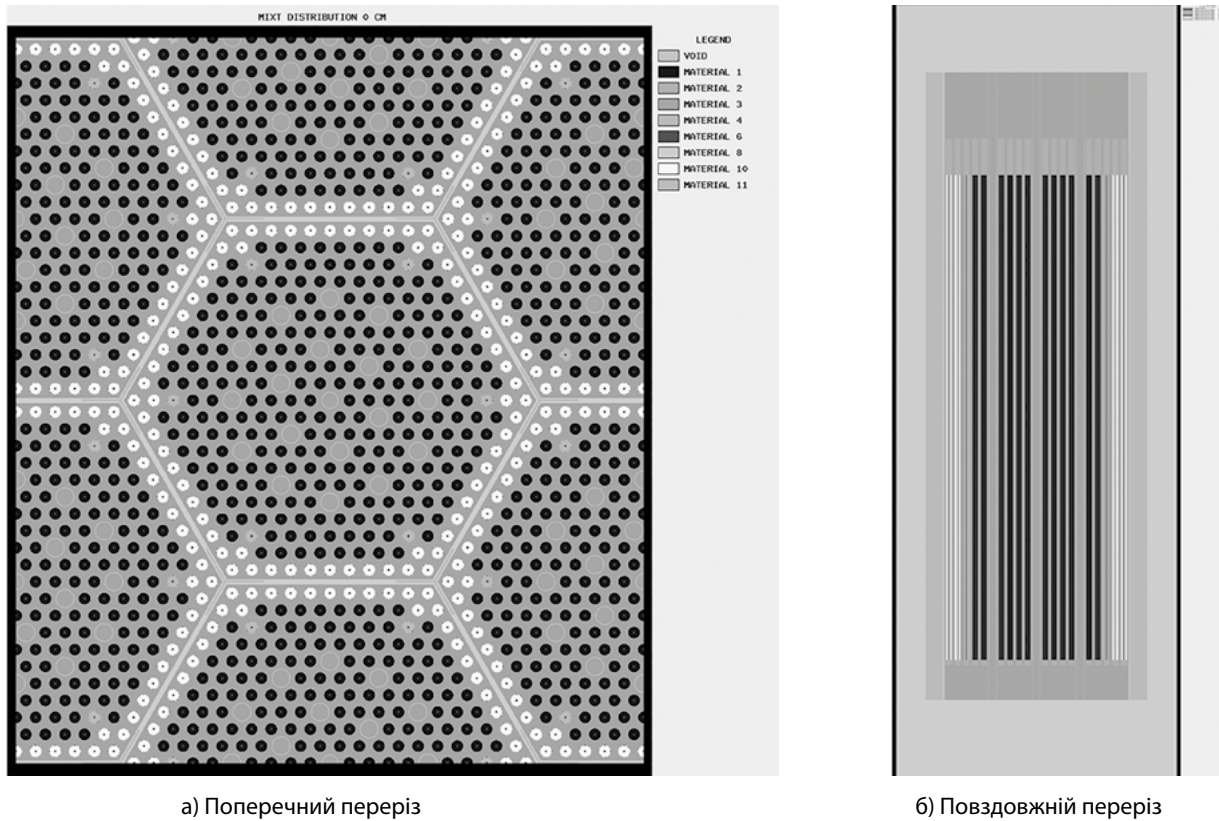 MIXT DISTRIBUTION 0 CM
LEGEND
VOID
MATERIAL 1
MATERIAL 2
MATERIAL 3
MATERIAL 4
MATERIAL 6
MATERIAL 8
MATERIAL 10
MATERIAL 11
а) Поперечний переріз
б) Повздовжній переріз